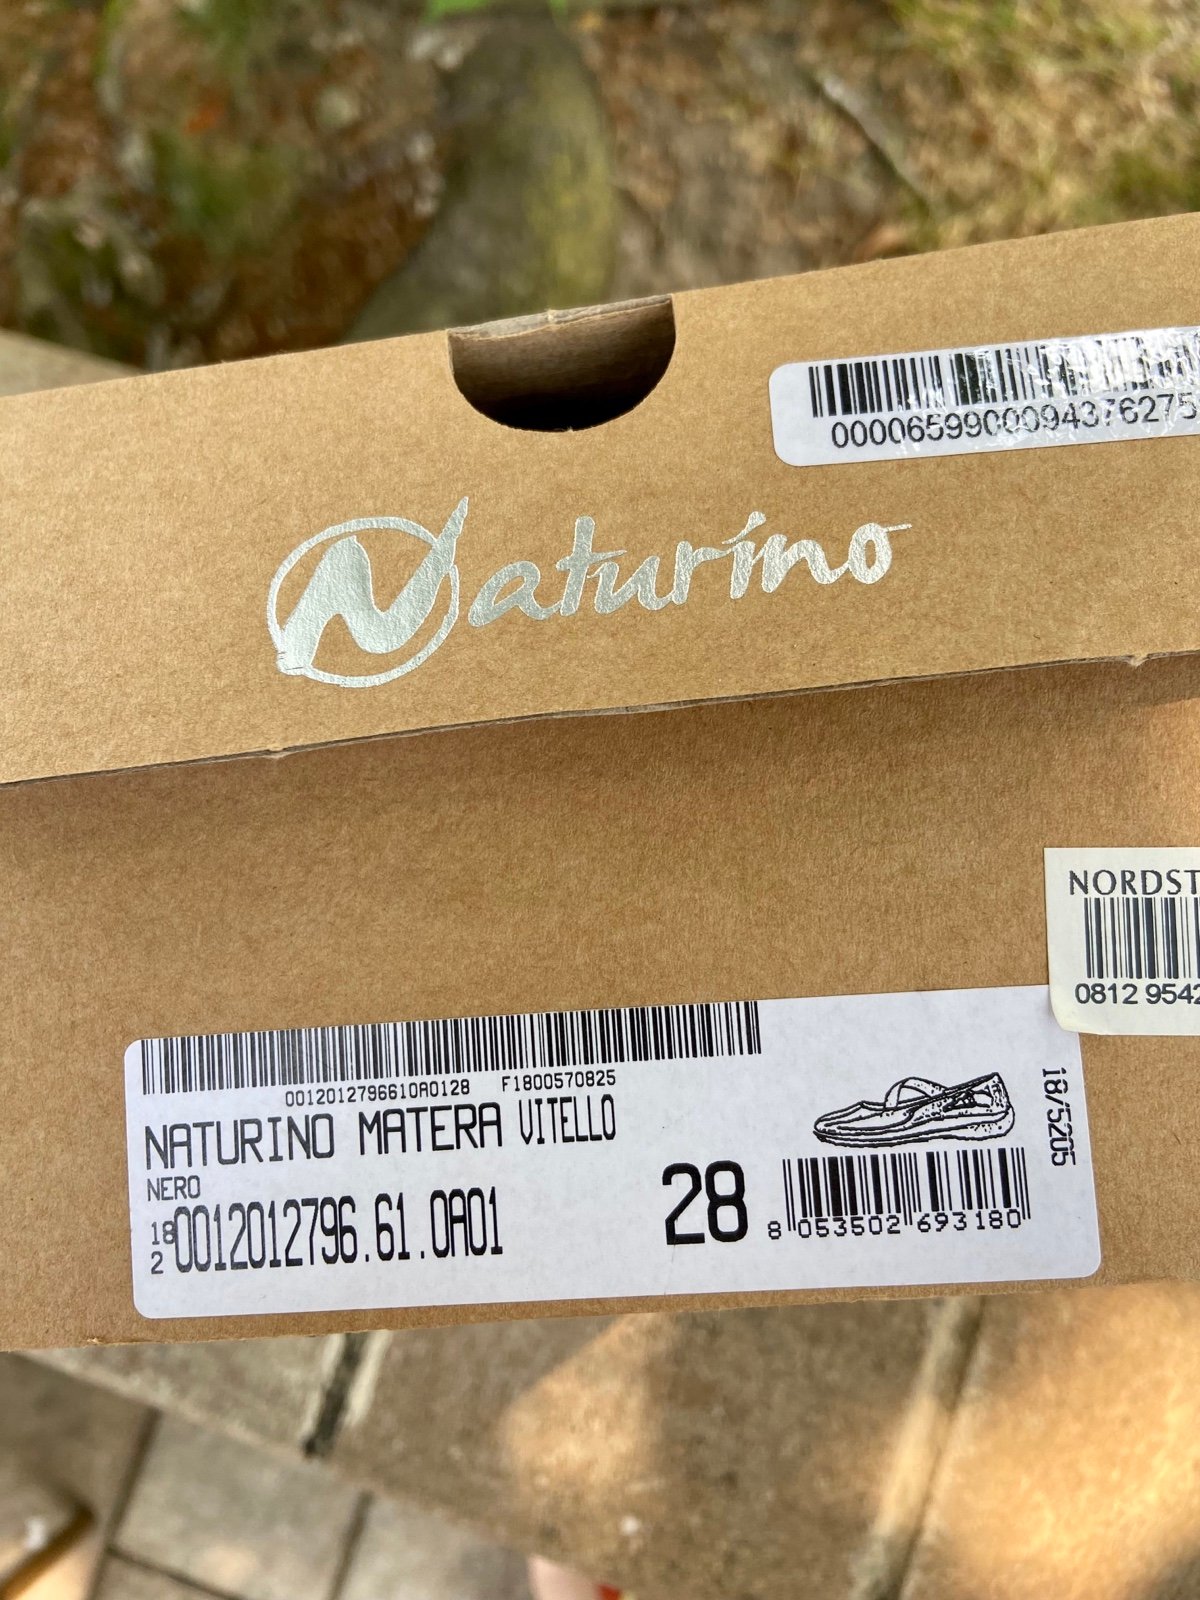 0000659900094376275
Naturino
NORDST
0812 9542
0012012796610A0128 F1800570825
NATURINO MATERA VITELLO
NERO
18
2
0012012796.61.0A01
28
8 053502 693180
18/5205